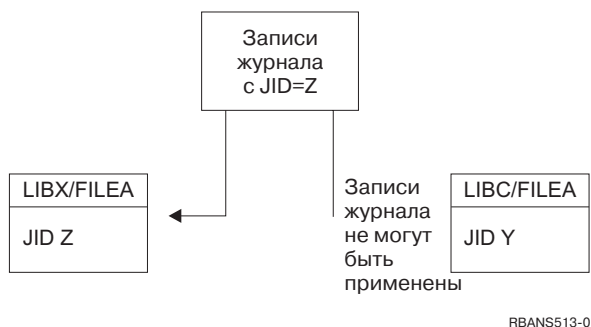 Записи
журнала
с JID=Z
LIBX/FILEA
JID Z
Записи
журнала
не могут
быть
применены
LIBC/FILEA
JID Y
RBANS513-0